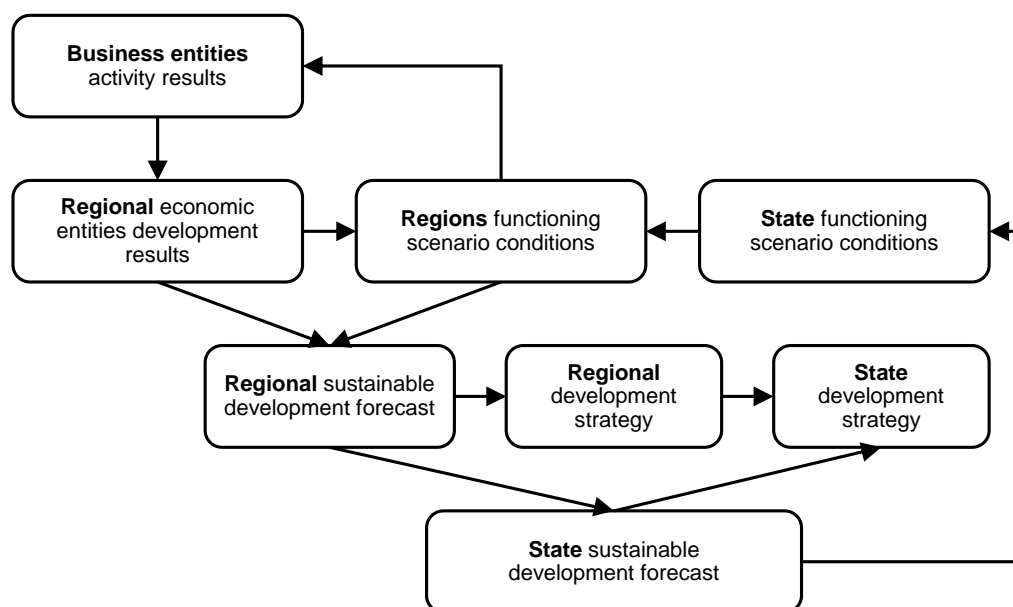 Business entities
activity results
Regional economic
entities development
results
Regions functioning
scenario conditions
State functioning
scenario conditions
Regional sustainable
development forecast
Regional
development
strategy
State
development
strategy
State sustainable
development forecast